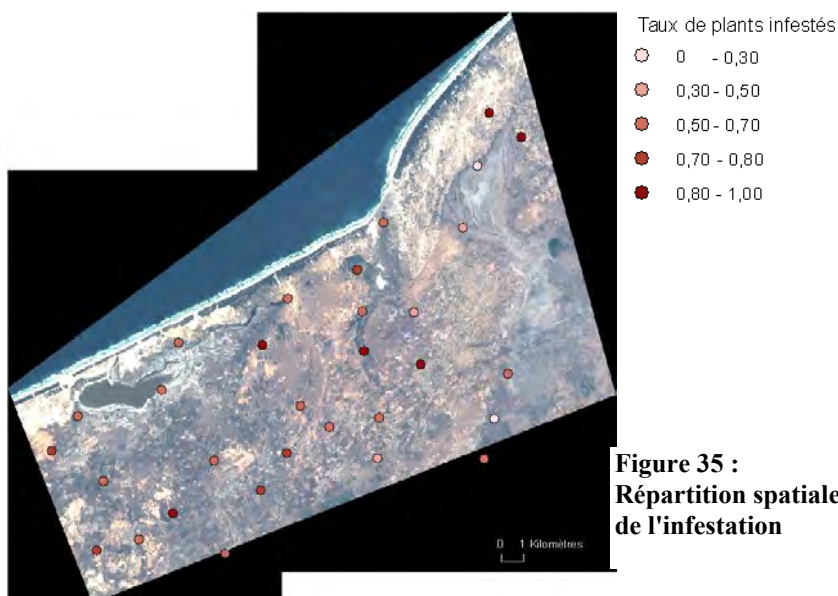 Taux de plants infestés
0 - 0,30
0,30 - 0,50
0,50 - 0,70
0,70 - 0,80
0,80 - 1,00
Figure 35 :
Répartition spatiale
de l'infestation
0 1 Kilomètres